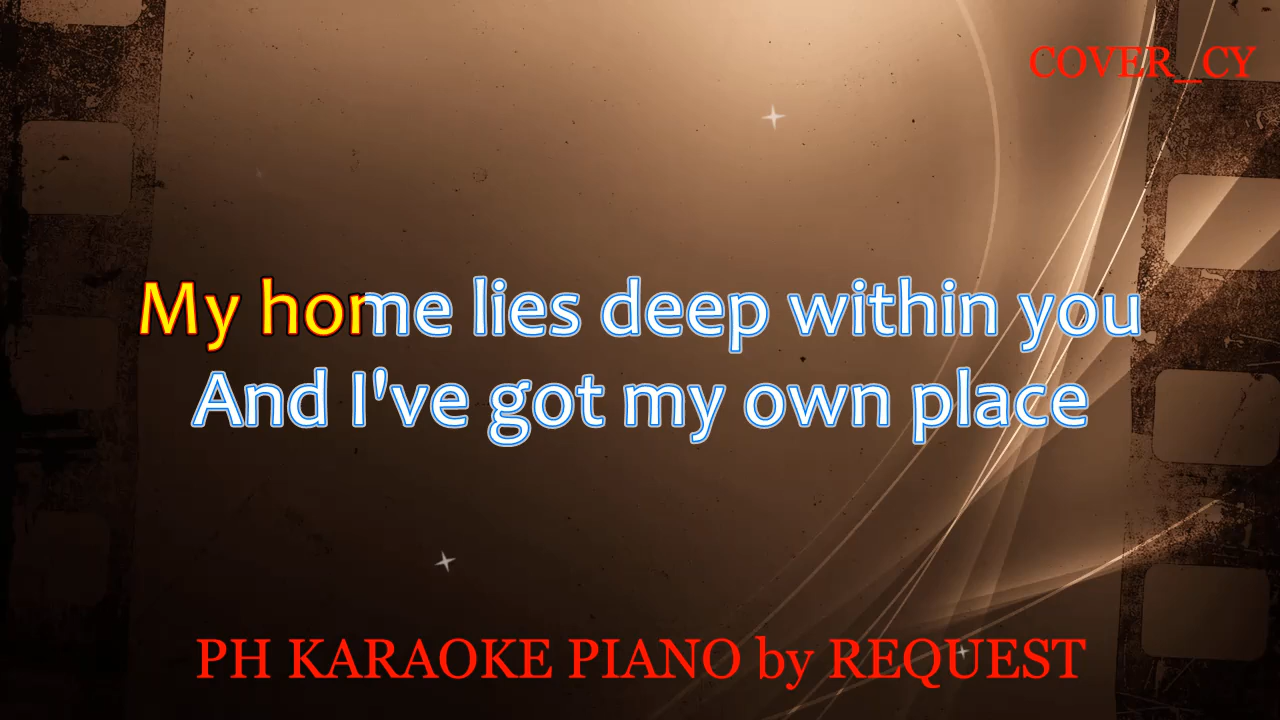 COVER_CY
My home lies deep within you
And I've got my own place
PH KARAOKE PIANO by REQUEST